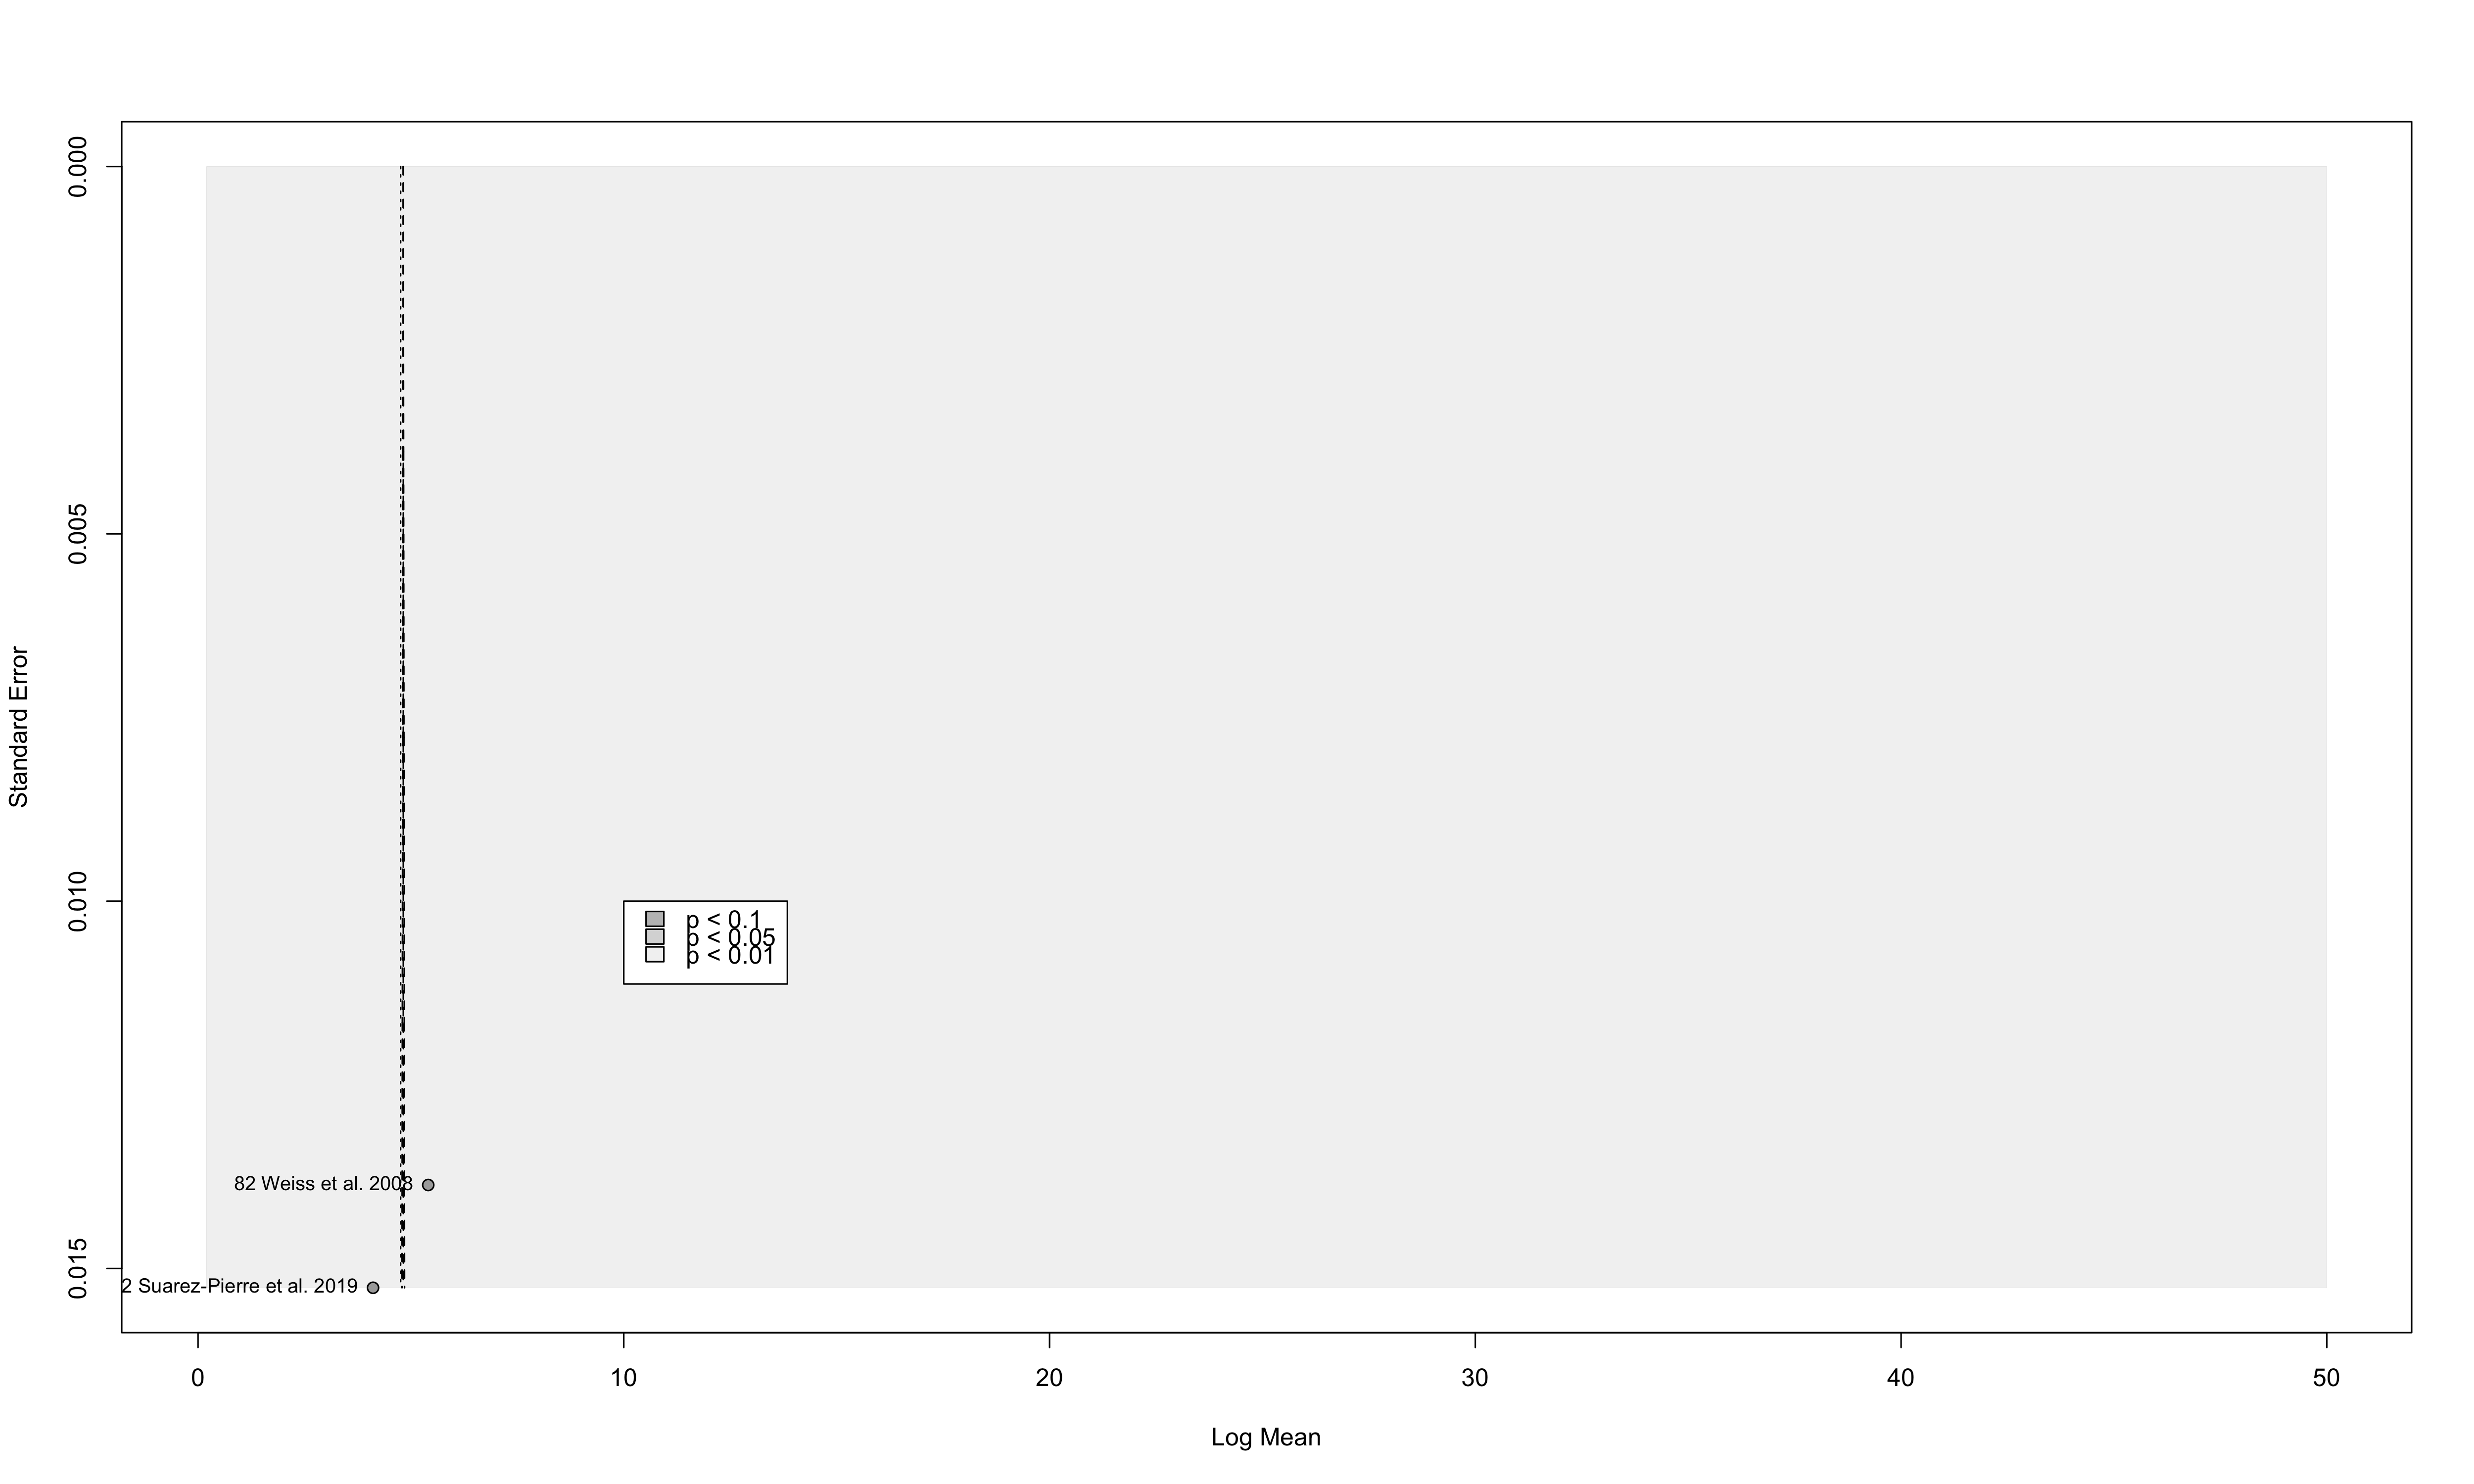 0.000
0.005
0.010
0.015
Standard Error
p < 0.1
p < 0.05
p < 0.01
82 Weiss et al. 2008
2 Suarez-Pierre et al. 2019
0 10 20 30 40 50
Log Mean